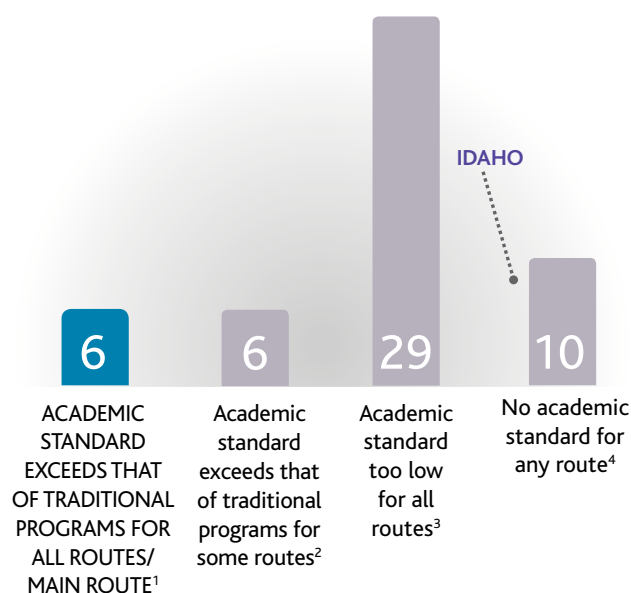 IDAHO
6
6
29
10
ACADEMIC
STANDARD
EXCEEDS THAT
OF TRADITIONAL
PROGRAMS FOR
ALL ROUTES/
MAIN ROUTE¹
Academic
standard
exceeds that
of traditional
programs for
some routes²
Academic
standard
too low
for all
routes³
No academic
standard for
any route⁴